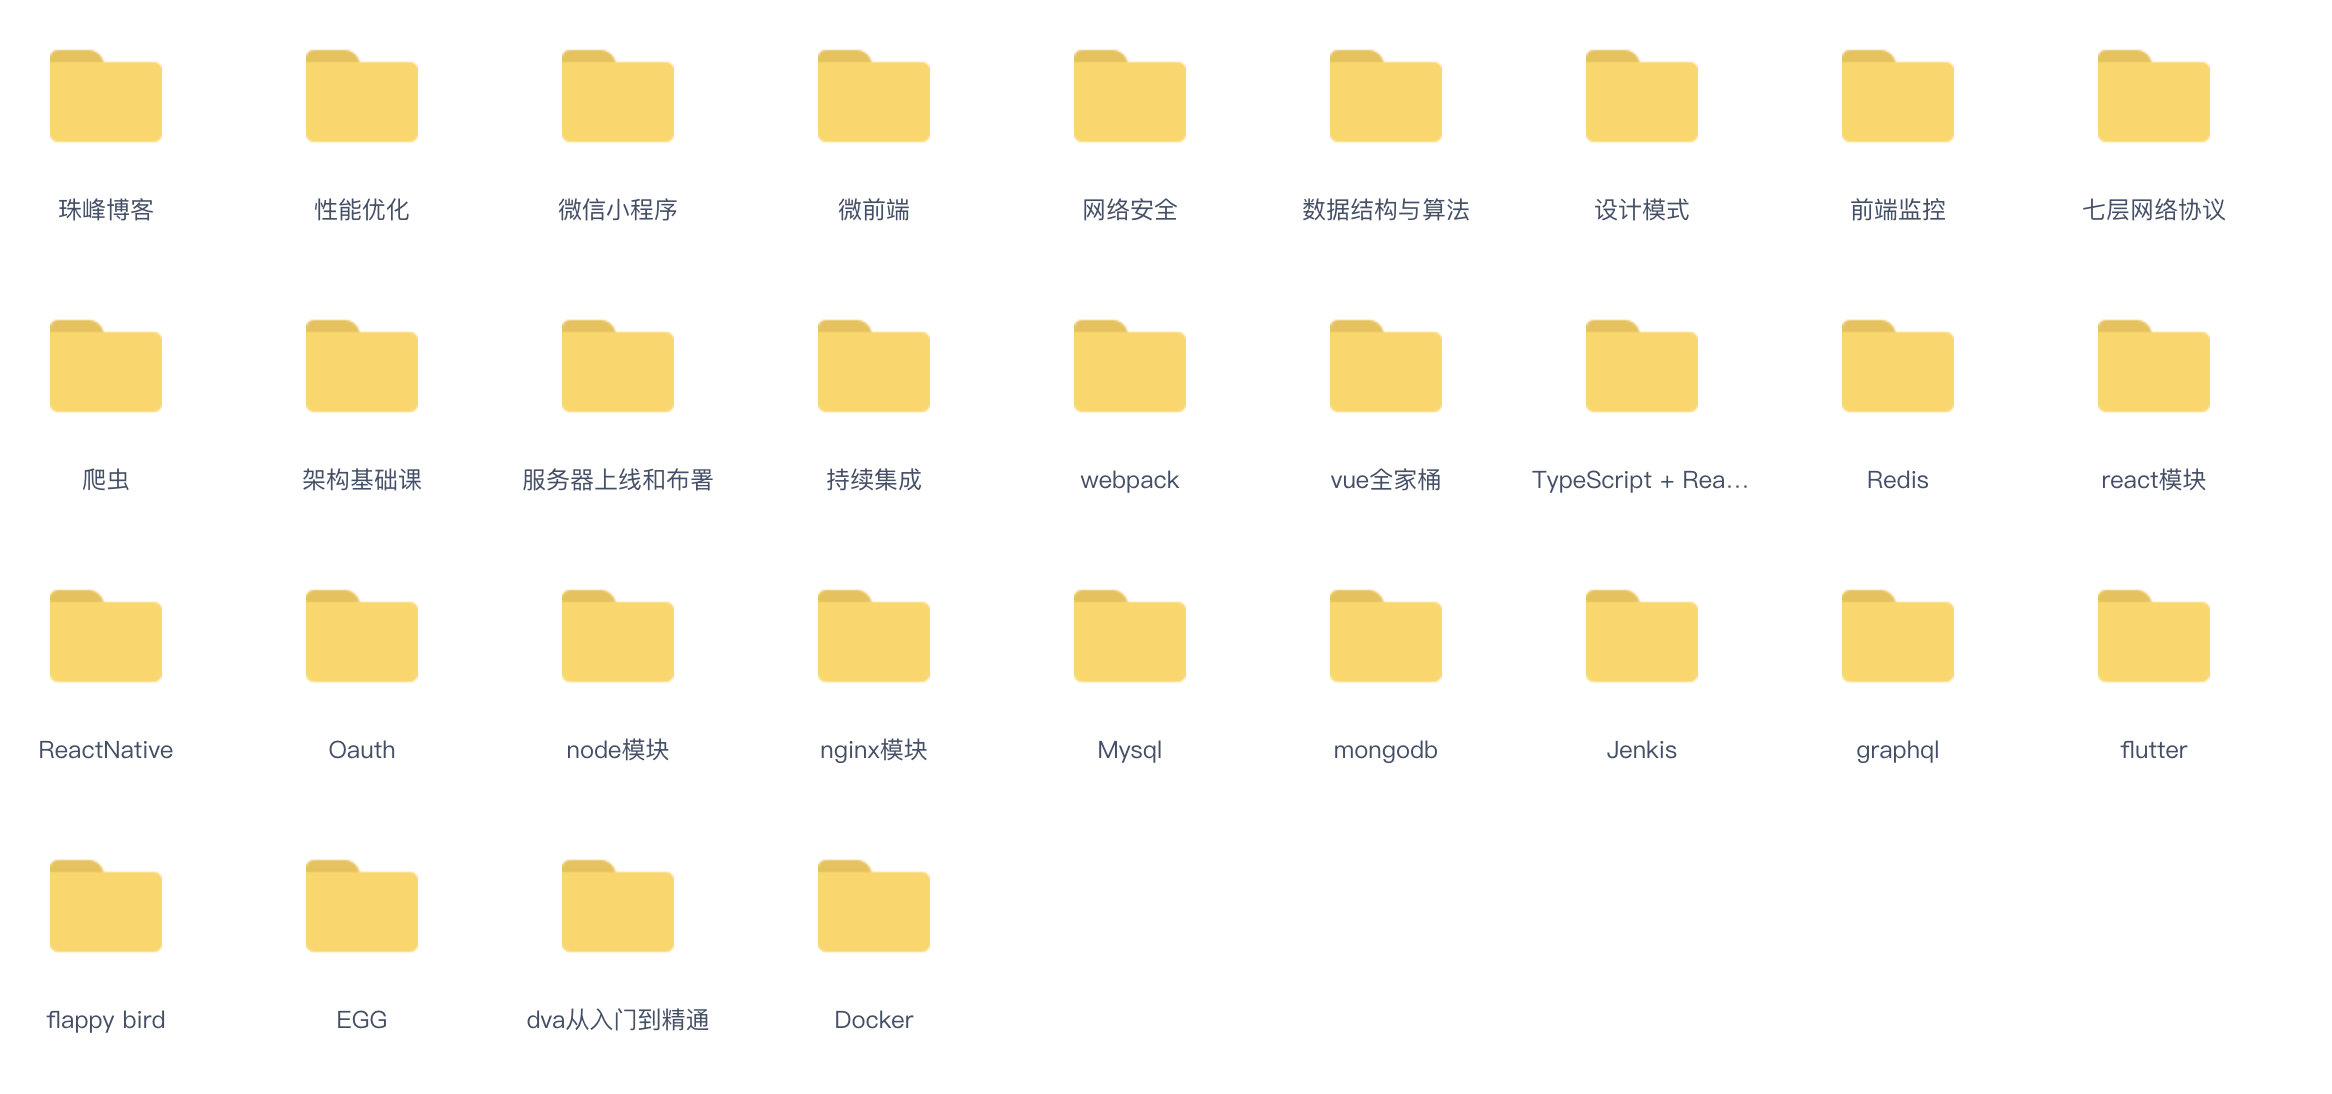 珠峰博客
性能优化
微信小程序
微前端
网络安全
数据结构与算法
设计模式
前端监控
七层网络协议
爬虫
架构基础课
服务器上线和布署
持续集成
webpack
vue全家桶
TypeScript + Rea...
Redis
react模块
ReactNative
Oauth
node模块
nginx模块
Mysql
mongodb
Jenkis
graphql
flutter
flappy bird
EGG
dva从入门到精通
Docker